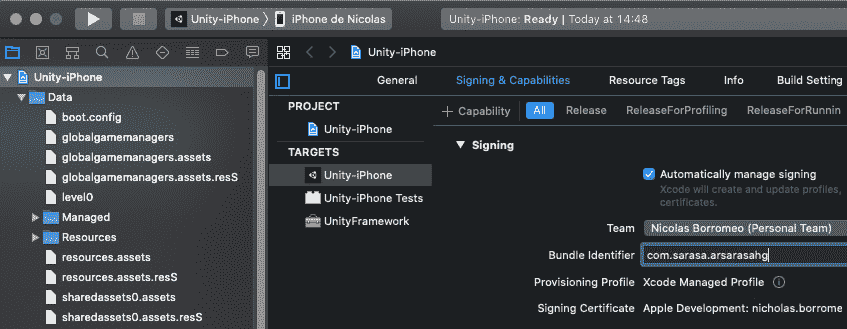 Unity-iPhone 〉 iPhone de Nicolas
Unity-iPhone: Ready | Today at 14:48
Unity-iPhone
Unity-iPhone
Data
boot.config
globalgamemanagers
globalgamemanagers.assets
globalgamemanagers.assets.resS
level0
Managed
Resources
resources.assets
resources.assets.resS
sharedassets0.assets
sharedassets0.assets.resS
General Signing & Capabilities Resource Tags Info Build Setting
PROJECT
Unity-iPhone
TARGETS
Unity-iPhone
Unity-iPhone Tests
UnityFramework
+ Capability All Release ReleaseForProfiling ReleaseForRunnin
Signing
Automatically manage signing
Xcode will create and update profiles,
certificates.
Team Nicolas Borromeo (Personal Team)
Bundle Identifier com.sarasa.arsarasahg
Provisioning Profile Xcode Managed Profile
Signing Certificate Apple Development: nicholas.borrome